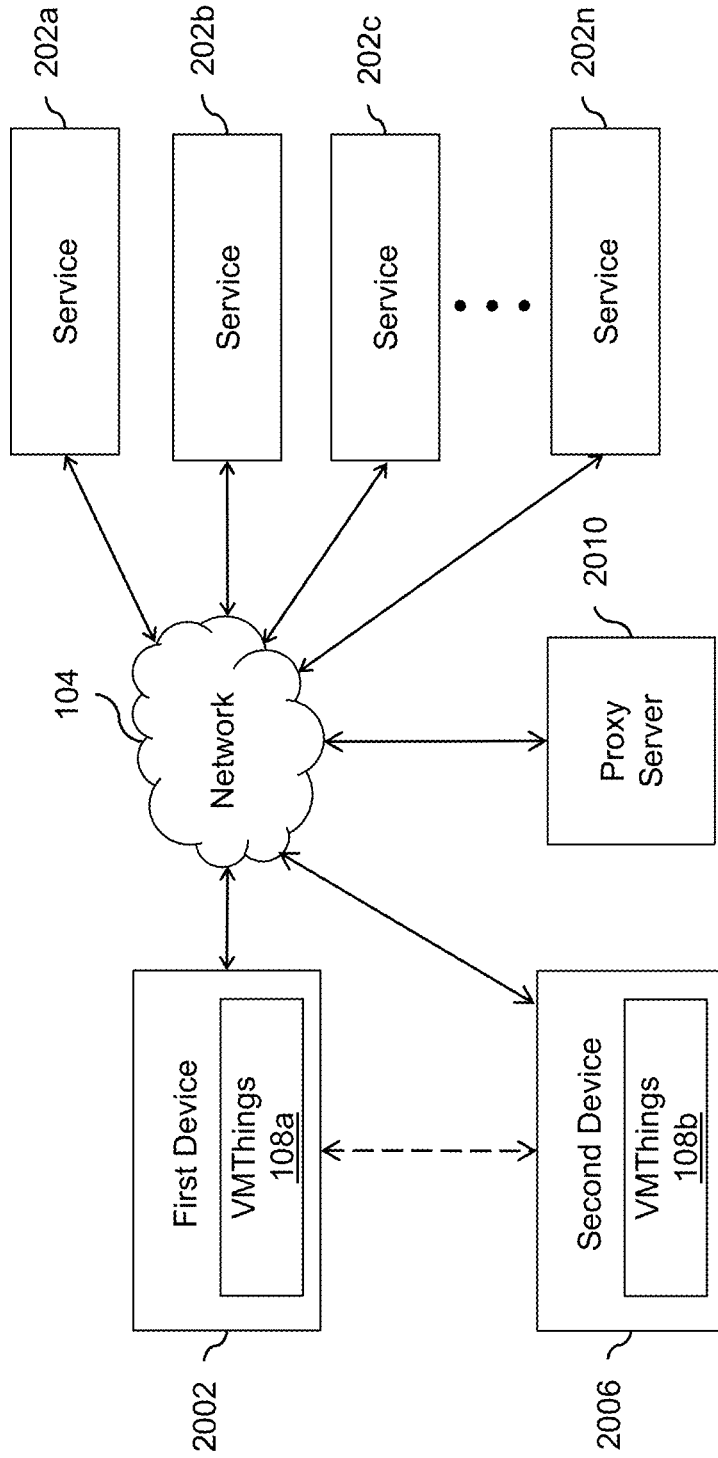 2002
First Device
VMThings
108a
2006
Second Device
VMThings
108b
104
Network
Proxy
Server
2010
Service
202a
Service
202b
Service
202c
Service
202n